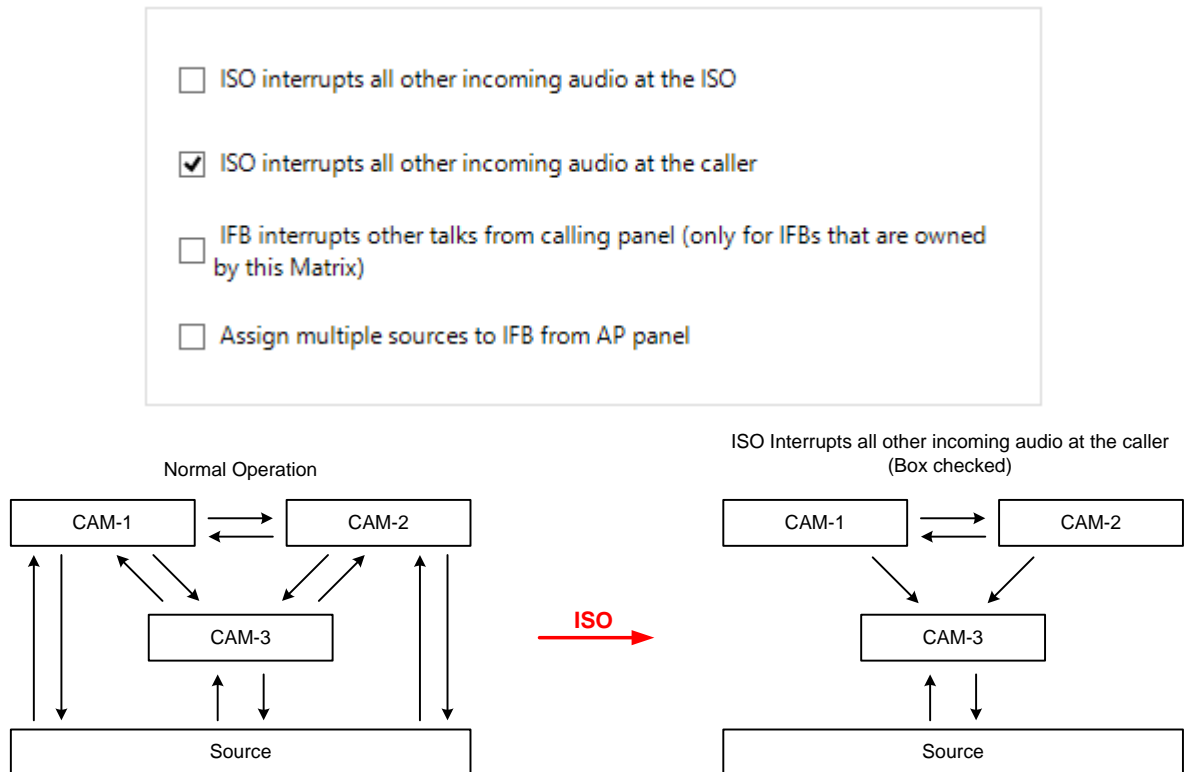 ISO interrupts all other incoming audio at the ISO
ISO interrupts all other incoming audio at the caller
IFB interrupts other talks from calling panel (only for IFBs that are owned
by this Matrix)
Assign multiple sources to IFB from AP panel
Normal Operation
CAM-1
CAM-2
CAM-3
Source
ISO
ISO Interrupts all other incoming audio at the caller
(Box checked)
CAM-1
CAM-2
CAM-3
Source